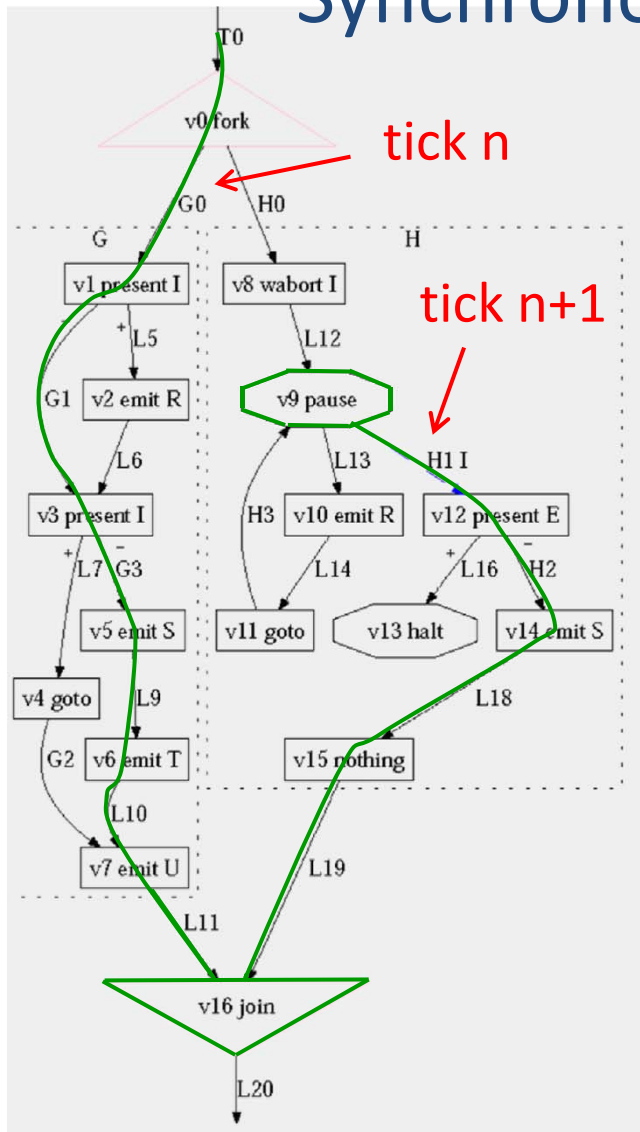 Synchrono
T0
v0 fork
tick n
G0
H0
G
H
v1 present I
v8 wabort I
tick n+1
-
+
L5
L12
G1
v2 emit R
v9 pause
L6
L13
H1 I
v3 present I
H3
v10 emit R
v12 present E
+
L7
-
G3
L14
+
L16
-
H2
v5 emit S
v11 goto
v13 halt
v14 emit S
v4 goto
L9
L18
G2
v6 emit T
v15 nothing
L10
v7 emit U
L19
L11
v16 join
L20